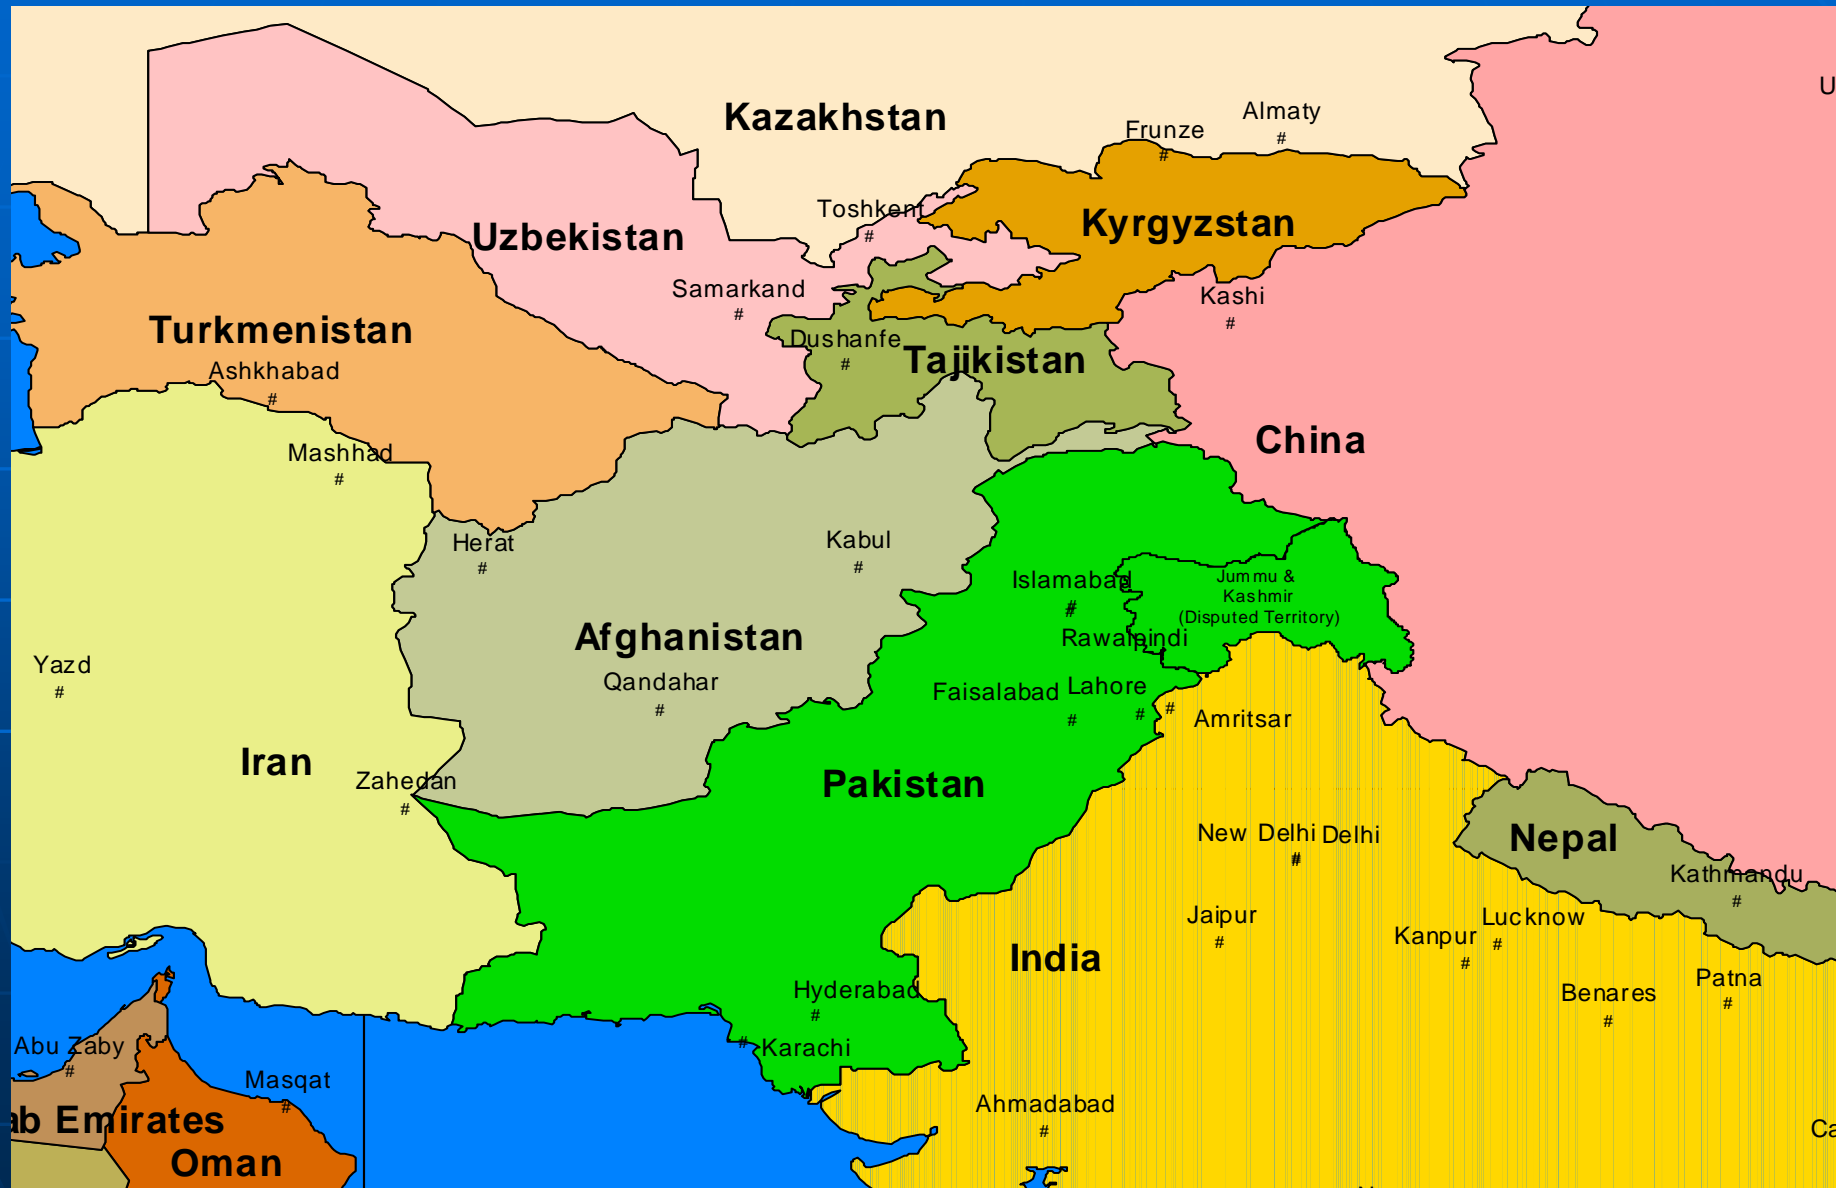 U
Kazakhstan
Almaty
#
Frunze
#
Toshkent
#
Kyrgyzstan
Uzbekistan
Samarkand
#
Kashi
#
Turkmenistan
Dushanfe
#
Tajikistan
Ashkhabad
#
China
Mashhad
#
Herat
#
Kabul
#
Islamabad
#
Jummu &
Kashmir
(Disputed Territory)
Afghanistan
Rawalpindi
Yazd
#
Qandahar
#
Faisalabad
#
Lahore
#
#
Amritsar
Iran
Zahedan
#
Pakistan
New Delhi
Delhi
#
Nepal
Kathmandu
#
Jaipur
#
Lucknow
#
Kanpur
#
India
Patna
#
Benares
#
Hyderabad
#
Karachi
#
Abu Zaby
#
Masqat
#
Ahmadabad
#
ab Emirates
Ca
Oman